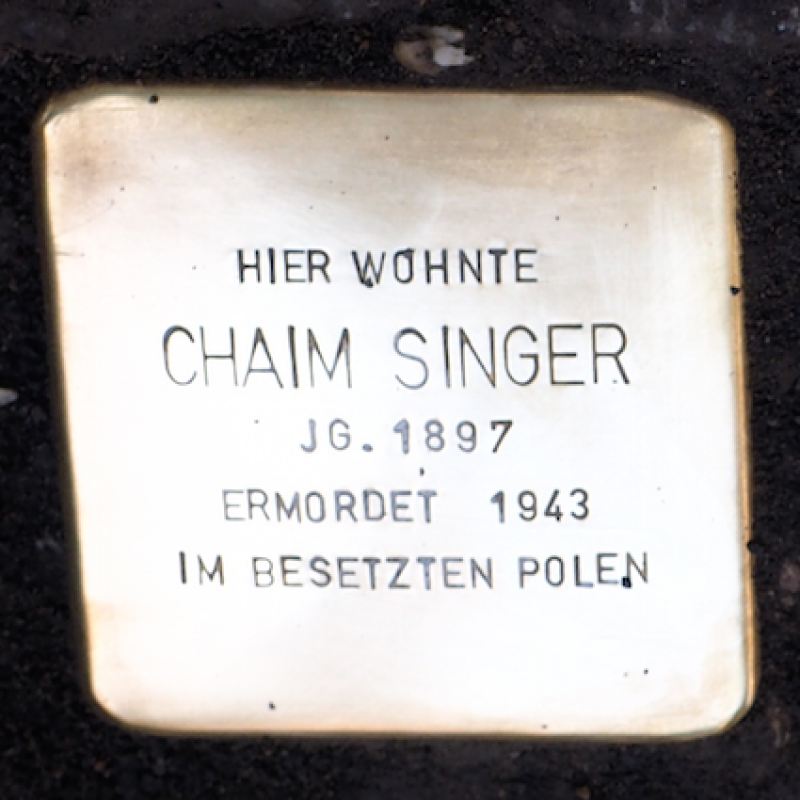 HIER WOHNTE
CHAIM SINGER
JG. 1897
ERMORDET 1943
IM BESETZTEN POLEN